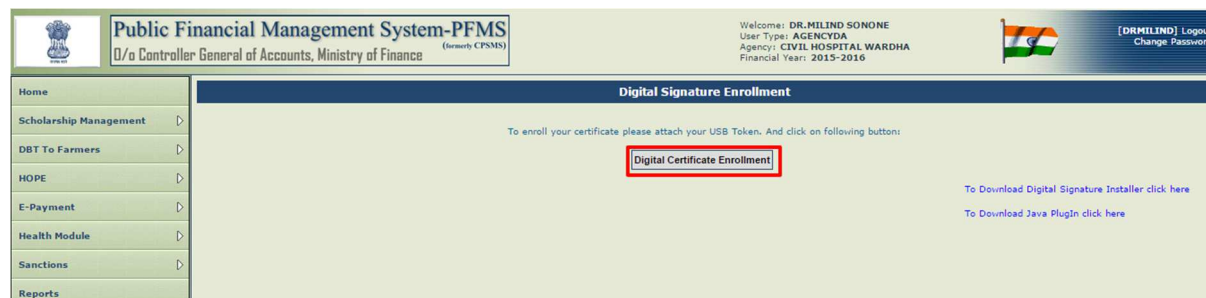 Public Financial Management System-PFMS
(formerly CPSMS)
O/o Controller General of Accounts, Ministry of Finance
Welcome: DR.MILIND SONONE
User Type: AGENCYDA
Agency: CIVIL HOSPITAL WARDHA
Financial Year: 2015-2016
[DRMILIND] Logou
Change Passwor
Home
Scholarship Management
DBT To Farmers
HOPE
E-Payment
Health Module
Sanctions
Reports
Digital Signature Enrollment
To enroll your certificate please attach your USB Token. And click on following button:
Digital Certificate Enrollment
To Download Digital Signature Installer click here
To Download Java PlugIn click here